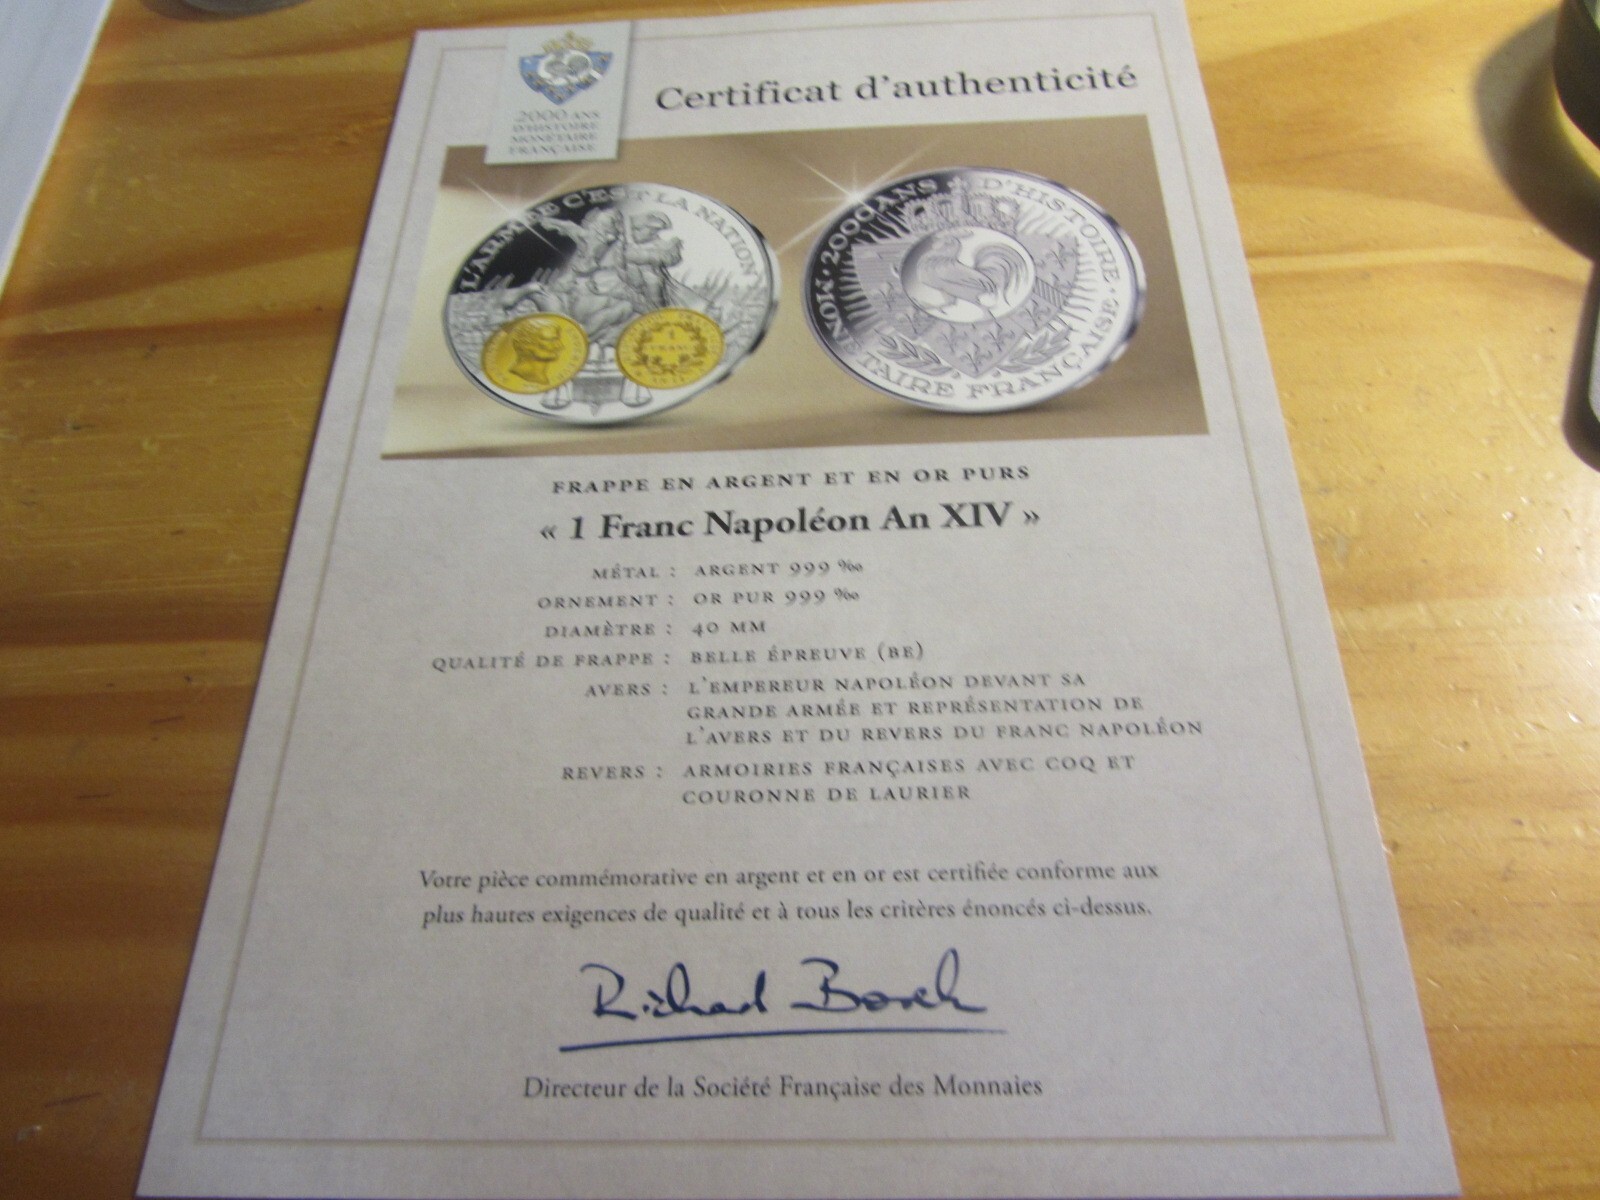 2000 ANS
D'HISTOIRE
MONÉTAIRE
FRANÇAISE
Certificat d'authenticité
L'ARMÉE C'EST LA NATION
1
FRANC
2000 ANS D'HISTOIRE MONÉTAIRE FRANÇAISE
FRAPPE EN ARGENT ET EN OR PURS
« 1 Franc Napoléon An XIV »
MÉTAL : ARGENT 999 ‰
ORNEMENT : OR PUR 999 ‰
DIAMÈTRE : 40 MM
QUALITÉ DE FRAPPE : BELLE ÉPREUVE (BE)
AVERS : L'EMPEREUR NAPOLÉON DEVANT SA
GRANDE ARMÉE ET REPRÉSENTATION DE
L'AVERS ET DU REVERS DU FRANC NAPOLÉON
REVERS : ARMOIRIES FRANÇAISES AVEC COQ ET
COURONNE DE LAURIER
Votre pièce commémorative en argent et en or est certifiée conforme aux
plus hautes exigences de qualité et à tous les critères énoncés ci-dessus.
Richard Borek
Directeur de la Société Française des Monnaies